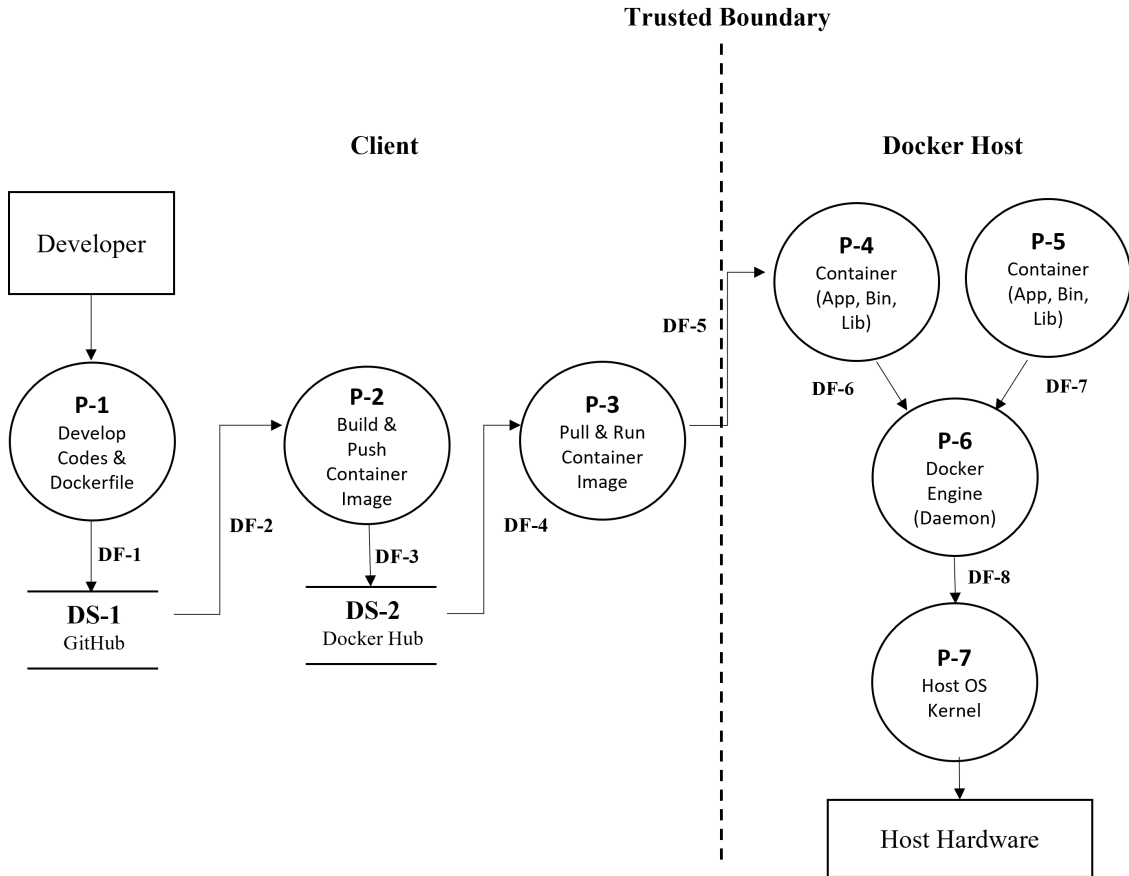 Trusted Boundary
Client
Docker Host
Developer
P-1
Develop
Codes &
Dockerfile
DF-1
DS-1
GitHub
DF-2
P-2
Build &
Push
Container
Image
DF-3
DS-2
Docker Hub
DF-4
P-3
Pull & Run
Container
Image
DF-5
P-4
Container
(App, Bin,
Lib)
P-5
Container
(App, Bin,
Lib)
DF-6
DF-7
P-6
Docker
Engine
(Daemon)
DF-8
P-7
Host OS
Kernel
Host Hardware